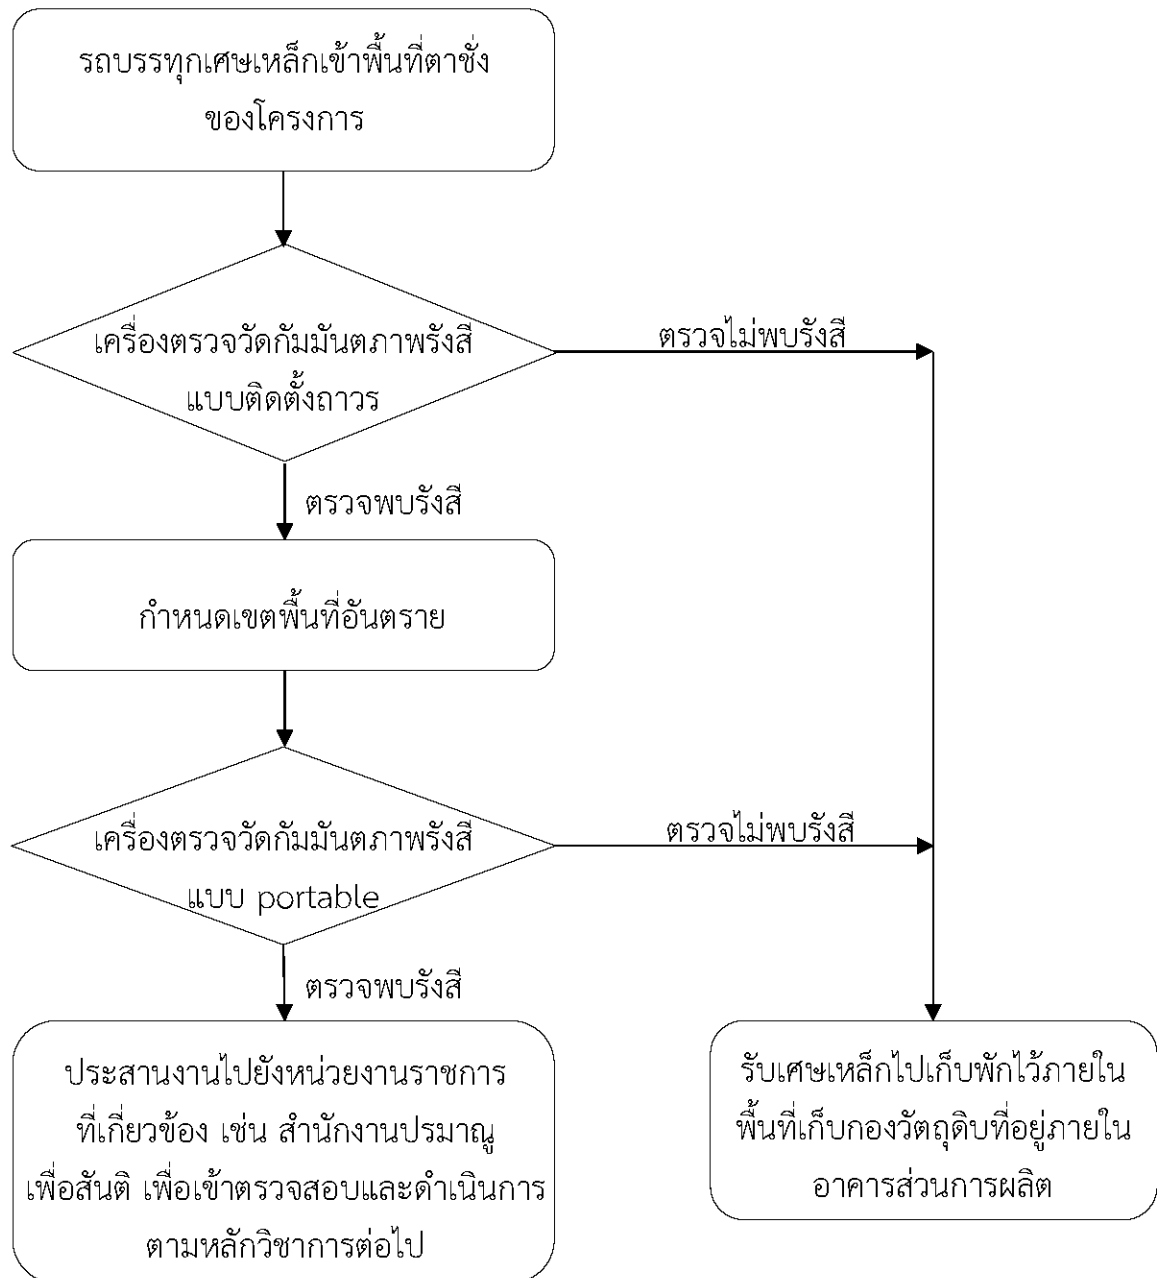 รถบรรทุกเศษเหล็กเข้าพื้นที่ตาชั่ง
ของโครงการ
เครื่องตรวจวัดกัมมันตภาพรังสี
แบบติดตั้งถาวร
ตรวจไม่พบรังสี
ตรวจพบรังสี
กำหนดเขตพื้นที่อันตราย
เครื่องตรวจวัดกัมมันตภาพรังสี
แบบ portable
ตรวจไม่พบรังสี
ตรวจพบรังสี
ประสานงานไปยังหน่วยงานราชการ
ที่เกี่ยวข้อง เช่น สำนักงานปรมาณู
เพื่อสันติ เพื่อเข้าตรวจสอบและดำเนินการ
ตามหลักวิชาการต่อไป
รับเศษเหล็กไปเก็บพักไว้ภายใน
พื้นที่เก็บกองวัตถุดิบที่อยู่ภายใน
อาคารส่วนการผลิต